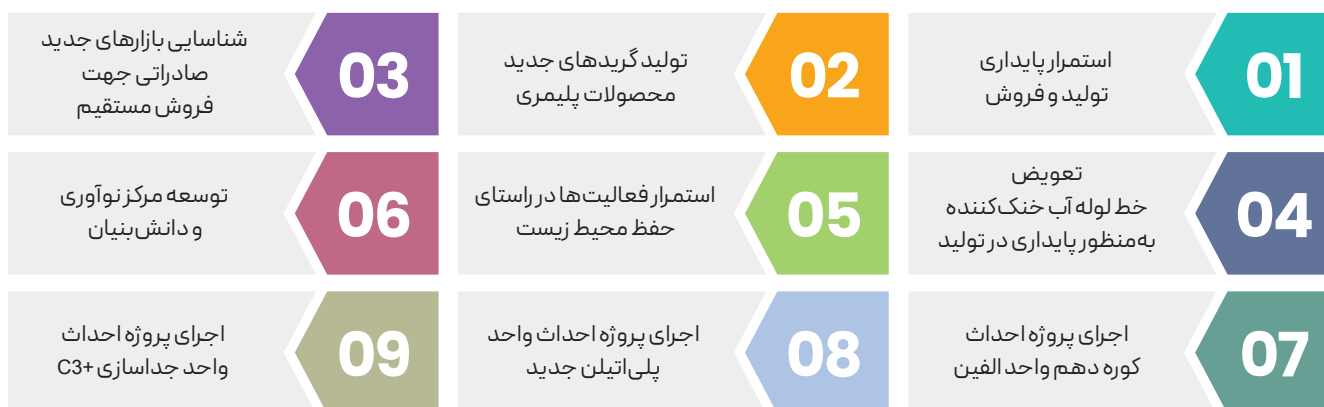 01
استمرار پایداری
تولید و فروش
02
تولید گریدهای جدید
محصولات پلیمری
03
شناسایی بازارهای جدید
صادراتی جهت
فروش مستقیم
04
تعویض
خط لوله آب خنک‌کننده
به‌منظور پایداری در تولید
05
استمرار فعالیت‌ها در راستای
حفظ محیط زیست
06
توسعه مرکز نوآوری
و دانش‌بنیان
07
اجرای پروژه احداث
کوره دهم واحد الفین
08
اجرای پروژه احداث واحد
پلی‌اتیلن جدید
09
اجرای پروژه احداث
واحد جداسازی C3+